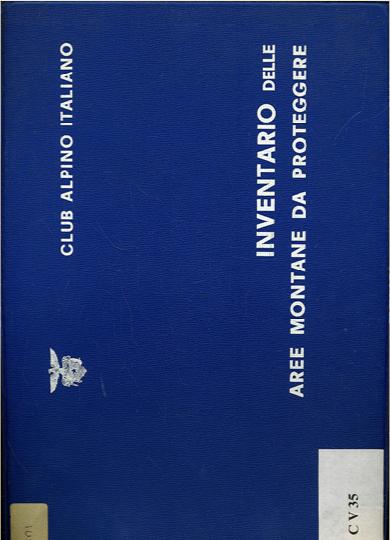 CLUB ALPINO ITALIANO
INVENTARIO DELLE
AREE MONTANE DA PROTEGGERE
C V 35